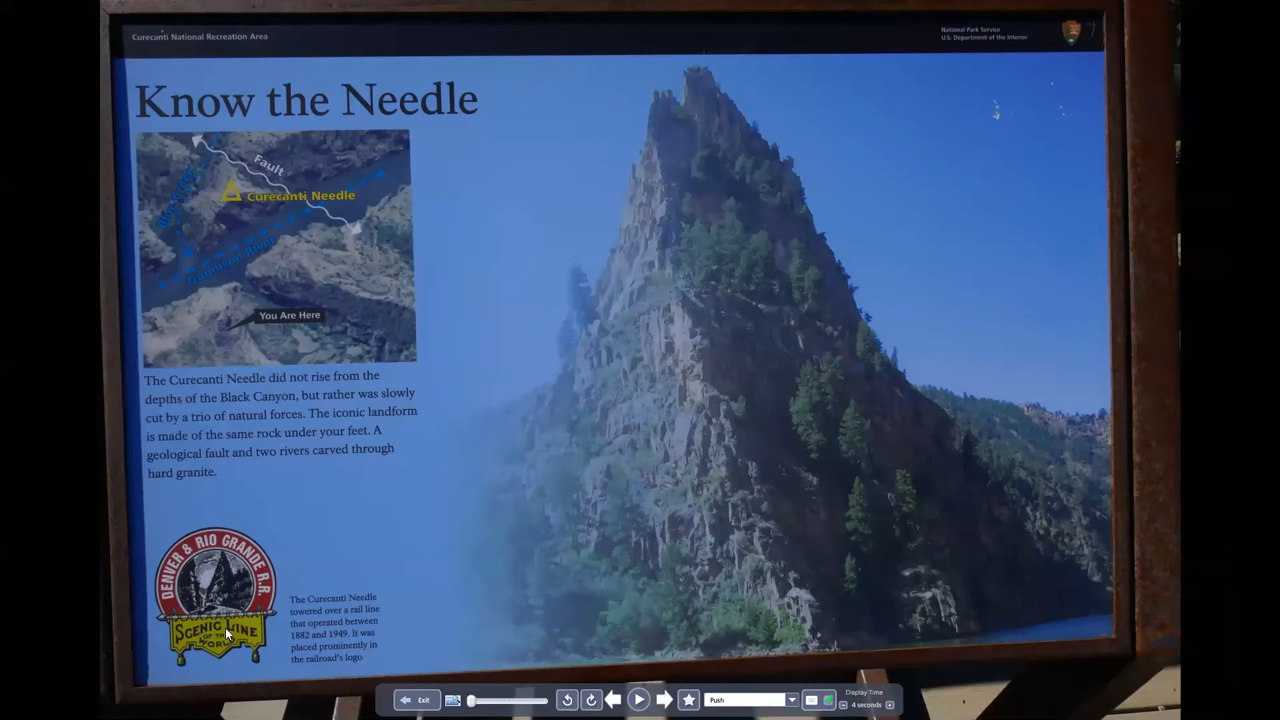 Curecanti National Recreation Area
National Park Service
U.S. Department of the Interior
Know the Needle
Fault
Blue Creek
Curecanti Needle
Gunnison River
You Are Here
The Curecanti Needle did not rise from the
depths of the Black Canyon, but rather was slowly
cut by a trio of natural forces. The iconic landform
is made of the same rock under your feet. A
geological fault and two rivers carved through
hard granite.
DENVER & RIO GRANDE R.R.
SCENIC LINE
OF THE
WORLD
The Curecanti Needle
towered over a rail line
that operated between
1882 and 1949. It was
placed prominently in
the railroad's logo.
Exit
Push
Display Time
4 seconds